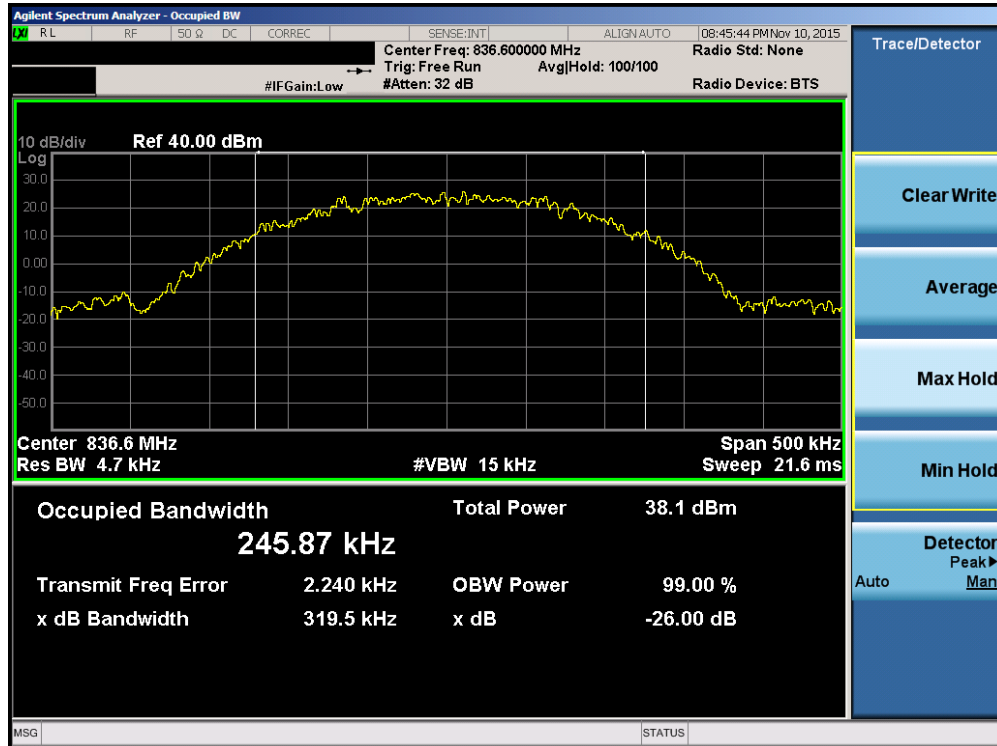 Agilent Spectrum Analyzer - Occupied BW
LXI RL RF 50 Ω DC CORREC SENSE:INT ALIGN AUTO 08:45:44 PM Nov 10, 2015
Center Freq: 836.600000 MHz Radio Std: None
Trig: Free Run Avg|Hold: 100/100
#IFGain:Low #Atten: 32 dB Radio Device: BTS
10 dB/div Ref 40.00 dBm
Log
30.0
20.0
10.0
0.00
-10.0
-20.0
-30.0
-40.0
-50.0
Center 836.6 MHz Span 500 kHz
Res BW 4.7 kHz #VBW 15 kHz Sweep 21.6 ms
Occupied Bandwidth Total Power 38.1 dBm
245.87 kHz
Transmit Freq Error 2.240 kHz OBW Power 99.00 %
x dB Bandwidth 319.5 kHz x dB -26.00 dB
MSG STATUS
Trace/Detector
Clear Write
Average
Max Hold
Min Hold
Detector
Peak▶
Auto Man